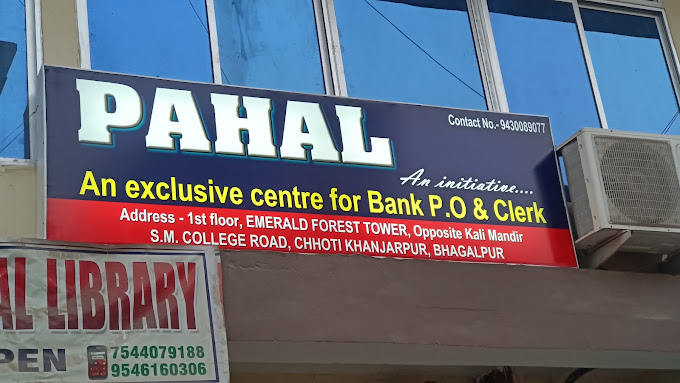 PAHAL
Contact No.- 9430089077
An initiative....
An exclusive centre for Bank P.O & Clerk
Address - 1st floor, EMERALD FOREST TOWER, Opposite Kali Mandir
S.M. COLLEGE ROAD, CHHOTI KHANJARPUR, BHAGALPUR
AL LIBRARY
PEN 7544079188
9546160306